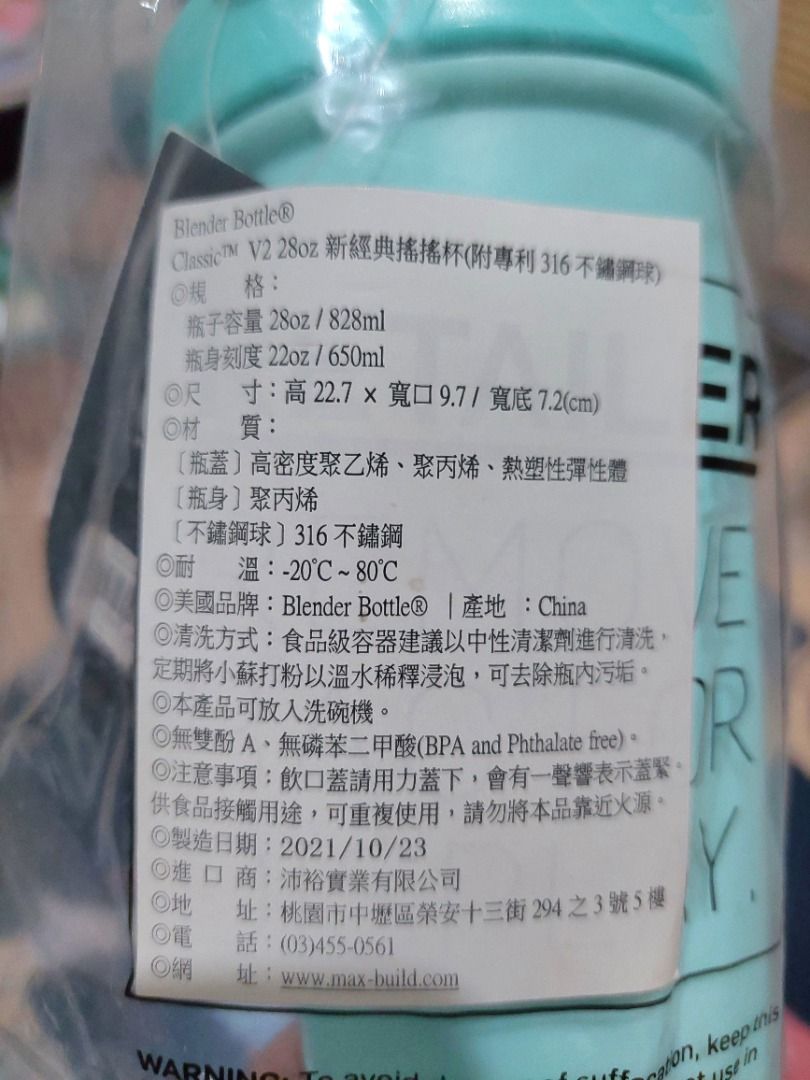 Blender Bottle®
Classic™ V2 28oz 新經典搖搖杯(附專利 316 不鏽鋼球)
◎規 格：
瓶子容量 28oz / 828ml
瓶身刻度 22oz / 650ml
◎尺 寸：高 22.7 × 寬口 9.7 / 寬底 7.2(cm)
◎材 質：
〔瓶蓋〕高密度聚乙烯、聚丙烯、熱塑性彈性體
〔瓶身〕聚丙烯
〔不鏽鋼球〕316 不鏽鋼
◎耐 溫：-20℃ ~ 80℃
◎美國品牌：Blender Bottle® ｜產地 ：China
◎清洗方式：食品級容器建議以中性清潔劑進行清洗，
定期將小蘇打粉以溫水稀釋浸泡，可去除瓶內污垢。
◎本產品可放入洗碗機。
◎無雙酚 A、無磷苯二甲酸(BPA and Phthalate free)。
◎注意事項：飲口蓋請用力蓋下，會有一聲響表示蓋緊。
供食品接觸用途，可重複使用，請勿將本品靠近火源。
◎製造日期：2021/10/23
◎進 口 商：沛裕實業有限公司
◎地 址：桃園市中壢區榮安十三街 294 之 3 號 5 樓
◎電 話：(03)455-0561
◎網 址：www.max-build.com
ER
VE
OR
Y.
WARNING: To avoid of suffocation, keep this
not use in